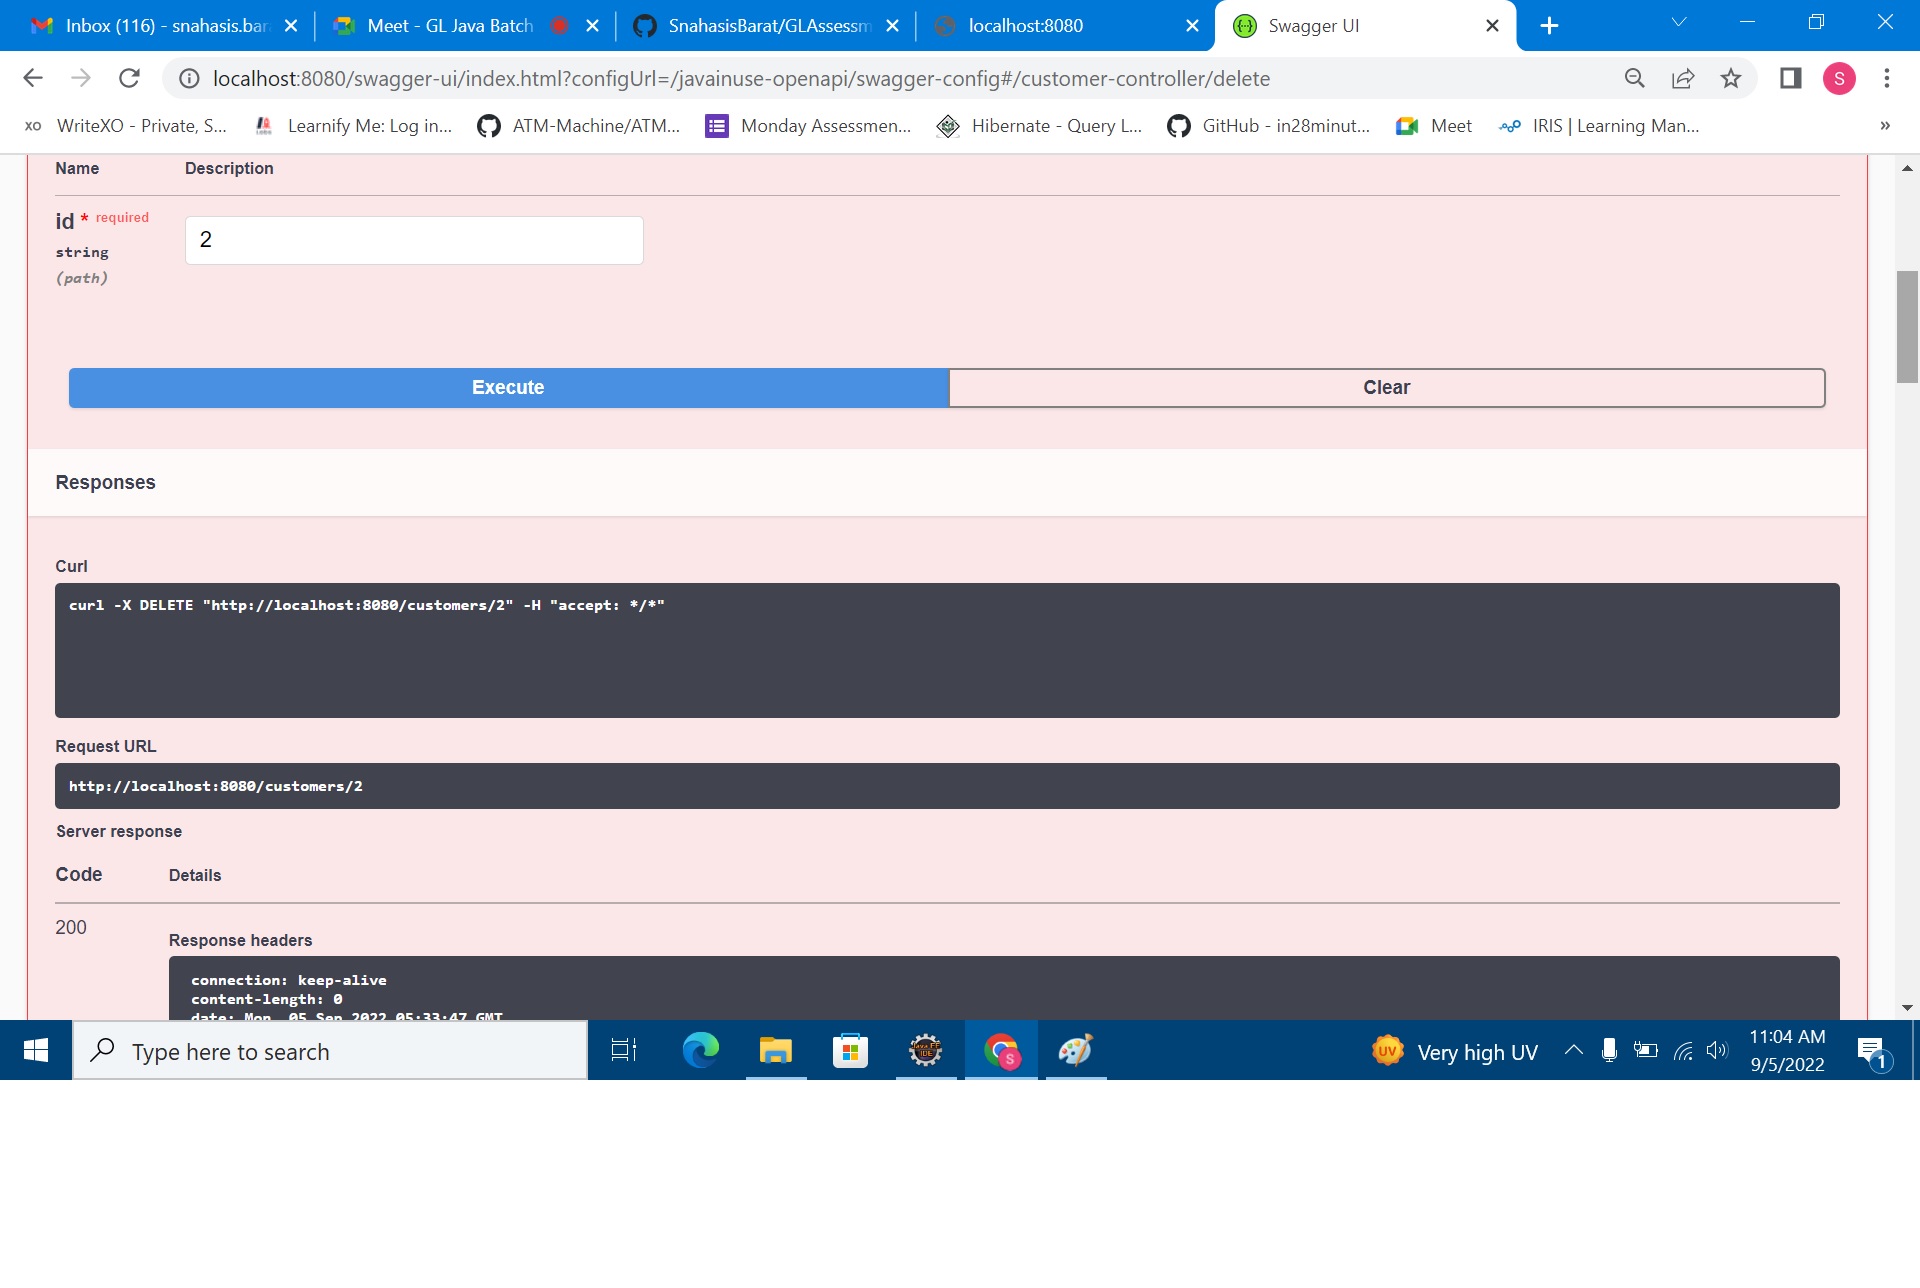 Inbox (116) - snahasis.bar
Meet - GL Java Batch
SnahasisBarat/GLAssessm
localhost:8080
Swagger UI
localhost:8080/swagger-ui/index.html?configUrl=/javainuse-openapi/swagger-config#/customer-controller/delete
S
XO WriteXO - Private, S...
Learnify Me: Log in...
ATM-Machine/ATM...
Monday Assessmen...
Hibernate - Query L...
GitHub - in28minut...
Meet
IRIS | Learning Man...
»
Name Description
id * required
string
(path)
2
Execute Clear
Responses
Curl
curl -X DELETE "http://localhost:8080/customers/2" -H "accept: */*"
Request URL
http://localhost:8080/customers/2
Server response
Code Details
200
Response headers
connection: keep-alive
content-length: 0
date: Mon, 05 Sep 2022 05:33:47 GMT
Type here to search
Java EE
IDE
S
UV
Very high UV
11:04 AM
9/5/2022
1